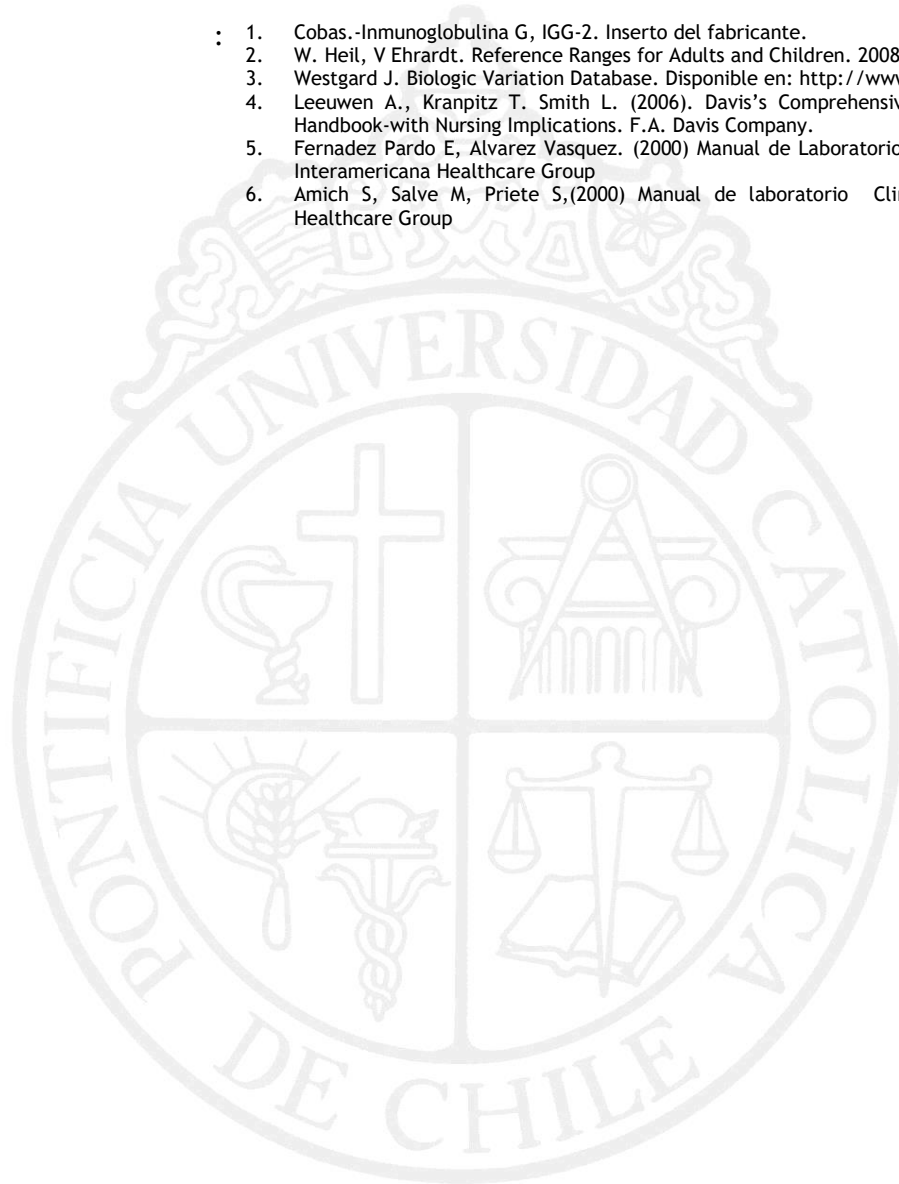 : 1. Cobas.-Inmunoglobulina G, IGG-2. Inserto del fabricante.
2. W. Heil, V Ehrardt. Reference Ranges for Adults and Children. 2008
3. Westgard J. Biologic Variation Database. Disponible en: http://www
4. Leeuwen A., Kranpitz T. Smith L. (2006). Davis’s Comprehensiv
Handbook-with Nursing Implications. F.A. Davis Company.
5. Fernadez Pardo E, Alvarez Vasquez. (2000) Manual de Laboratorio
Interamericana Healthcare Group
6. Amich S, Salve M, Priete S,(2000) Manual de laboratorio Cli
Healthcare Group
PONTIFICIA UNIVERSIDAD CATOLICA
DE CHILE